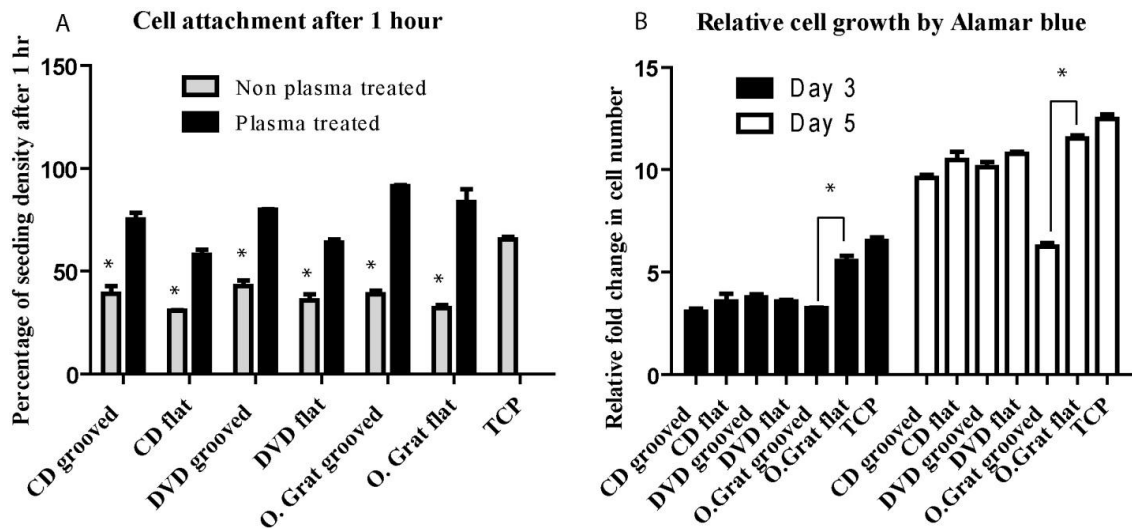 A Cell attachment after 1 hour
Percentage of seeding density after 1 hr
150
100
50
0
Non plasma treated
Plasma treated
*
*
*
*
*
*
CD grooved
CD flat
DVD grooved
DVD flat
O. Grat grooved
O. Grat flat
TCP
B Relative cell growth by Alamar blue
Relative fold change in cell number
15
10
5
0
Day 3
Day 5
*
*
CD grooved
CD flat
DVD grooved
DVD flat
O.Grat grooved
O.Grat flat
TCP
CD grooved
CD flat
DVD grooved
DVD flat
O.Grat grooved
O.Grat flat
TCP